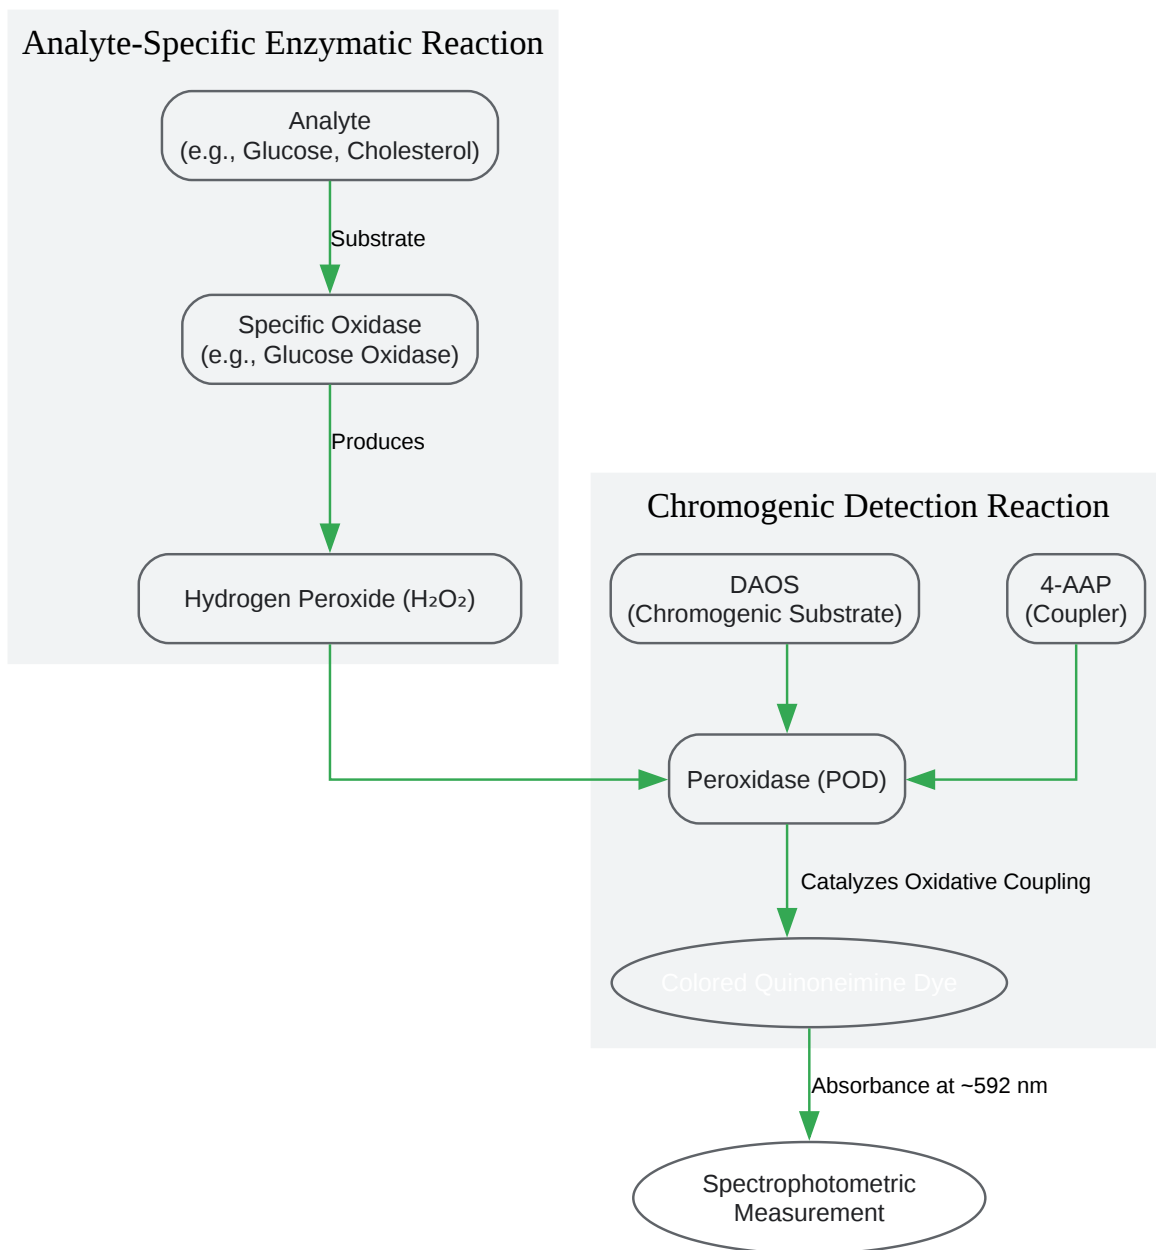 Analyte-Specific Enzymatic Reaction
Analyte
(e.g., Glucose, Cholesterol)
Substrate
Specific Oxidase
(e.g., Glucose Oxidase)
Produces
Hydrogen Peroxide (H₂O₂)
Chromogenic Detection Reaction
DAOS
(Chromogenic Substrate)
4-AAP
(Coupler)
Peroxidase (POD)
Catalyzes Oxidative Coupling
Colored Quinoneimine Dye
Absorbance at ~592 nm
Spectrophotometric
Measurement